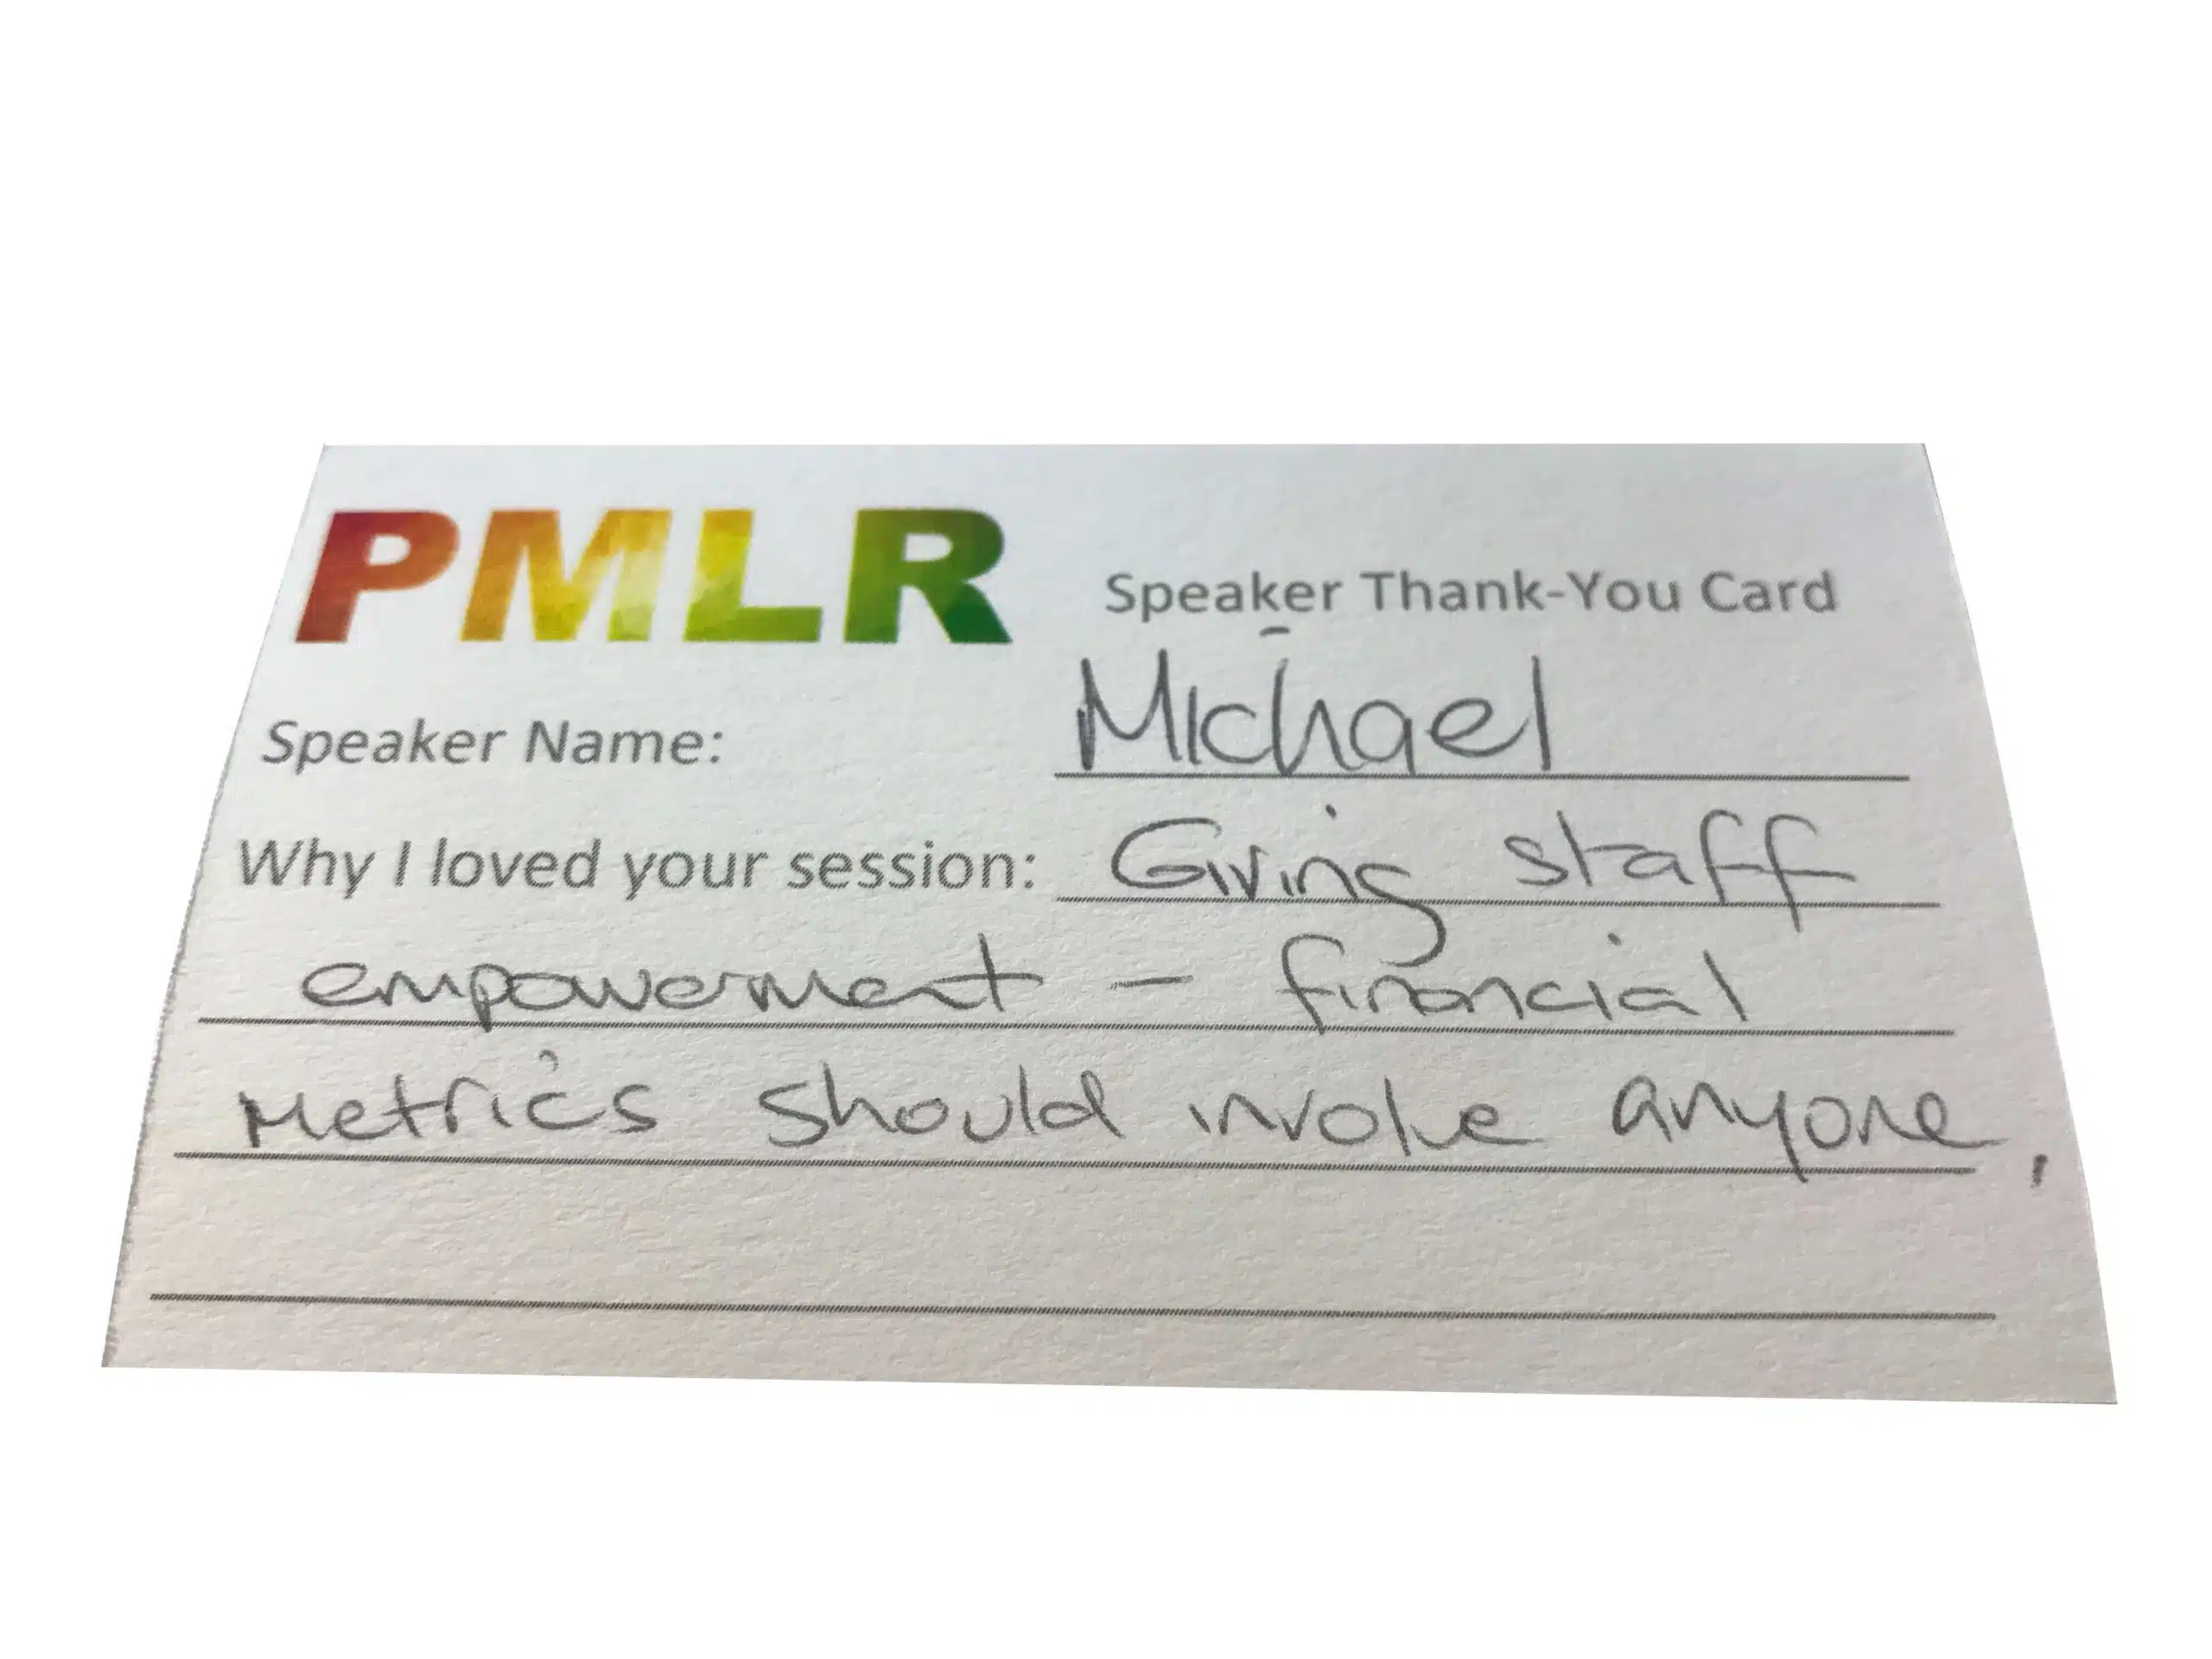 PMLR Speaker Thank-You Card
Speaker Name: Michael
Why I loved your session: Giving staff
empowerment - financial
metrics should involve anyone,